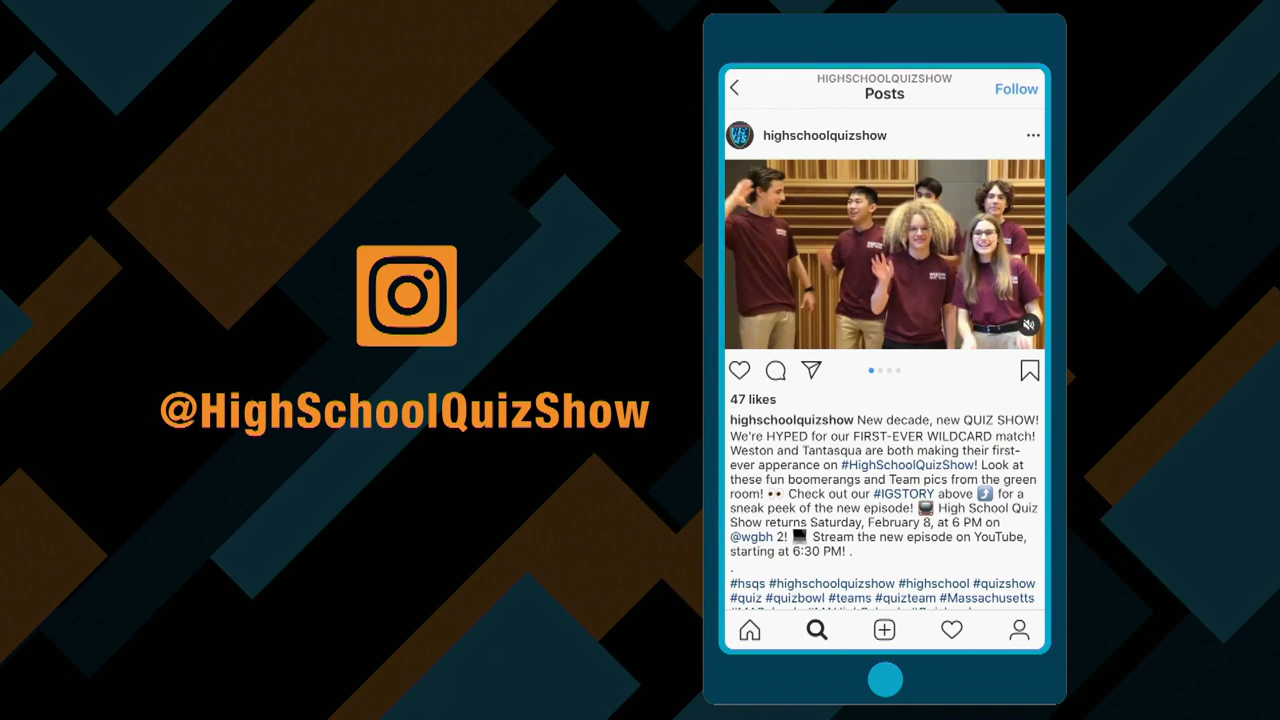 @HighSchoolQuizShow
HIGHSCHOOLQUIZSHOW
Posts
Follow
highschoolquizshow
47 likes
highschoolquizshow New decade, new QUIZ SHOW!
We're HYPED for our FIRST-EVER WILDCARD match!
Weston and Tantasqua are both making their first-
ever apperance on #HighSchoolQuizShow! Look at
these fun boomerangs and Team pics from the green
room! 👀 Check out our #IGSTORY above ⤴️ for a
sneak peek of the new episode! 📺 High School Quiz
Show returns Saturday, February 8, at 6 PM on
@wgbh 2! 💻 Stream the new episode on YouTube,
starting at 6:30 PM! .
.
#hsqs #highschoolquizshow #highschool #quizshow
#quiz #quizbowl #teams #quizteam #Massachusetts